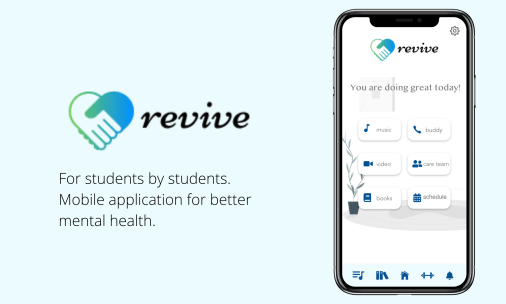 revive
For students by students.
Mobile application for better
mental health.
revive
You are doing great today!
music
buddy
video
care team
books
schedule